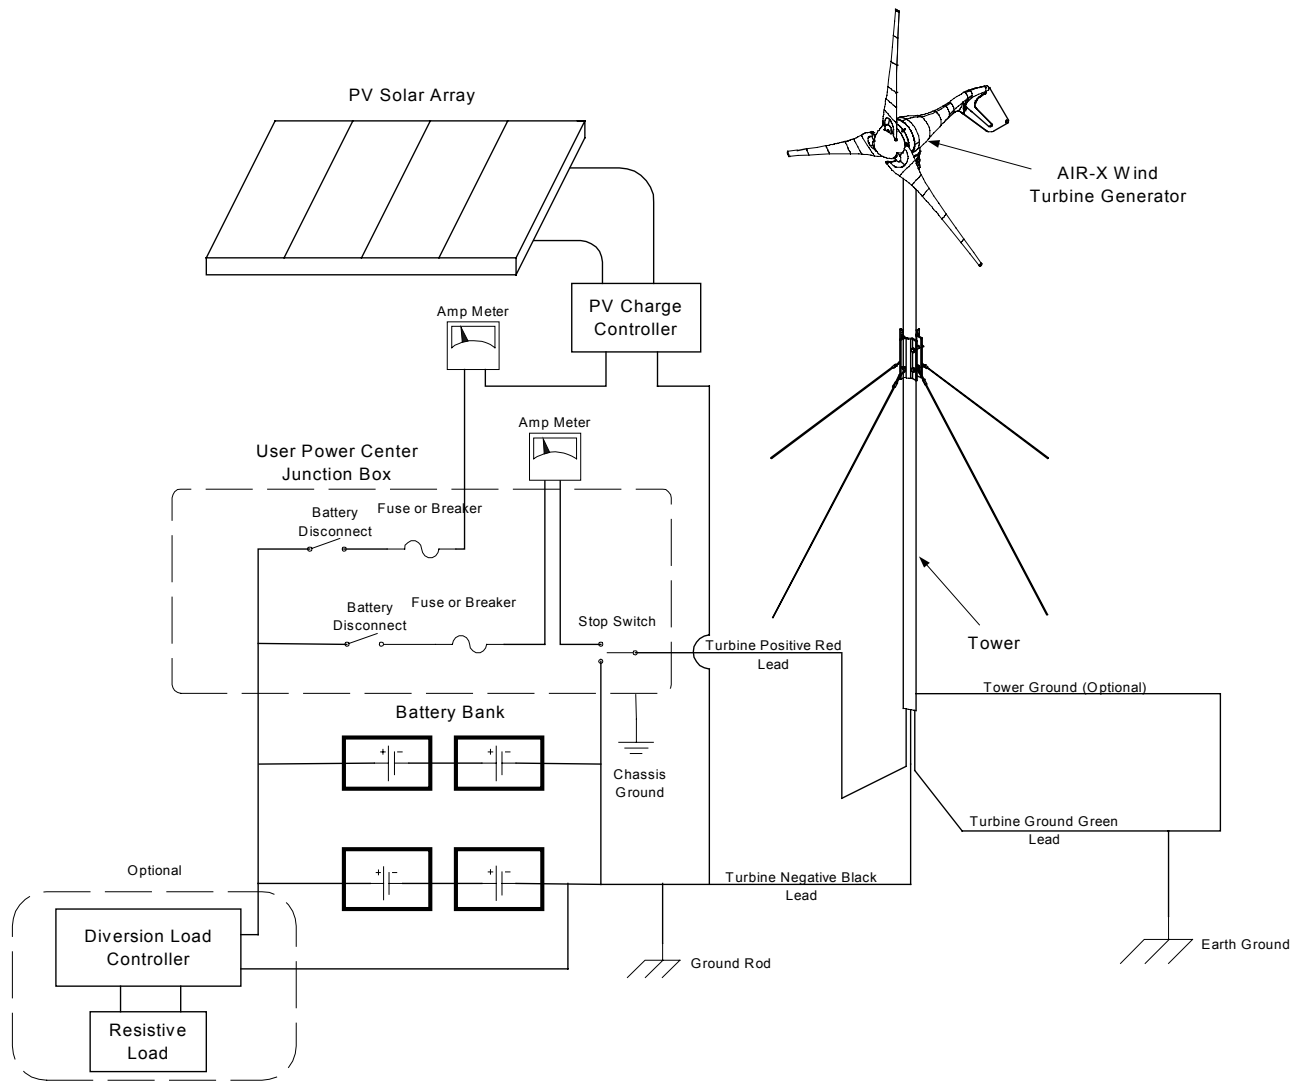 PV Solar Array
AIR-X Wind
Turbine Generator
PV Charge
Controller
Amp Meter
Amp Meter
User Power Center
Junction Box
Battery
Disconnect
Fuse or Breaker
Battery
Disconnect
Fuse or Breaker
Stop Switch
Turbine Positive Red
Lead
Tower
Tower Ground (Optional)
Battery Bank
+ −
+ −
Chassis
Ground
Turbine Ground Green
Lead
Optional
+ −
+ −
Turbine Negative Black
Lead
Diversion Load
Controller
Ground Rod
Earth Ground
Resistive
Load